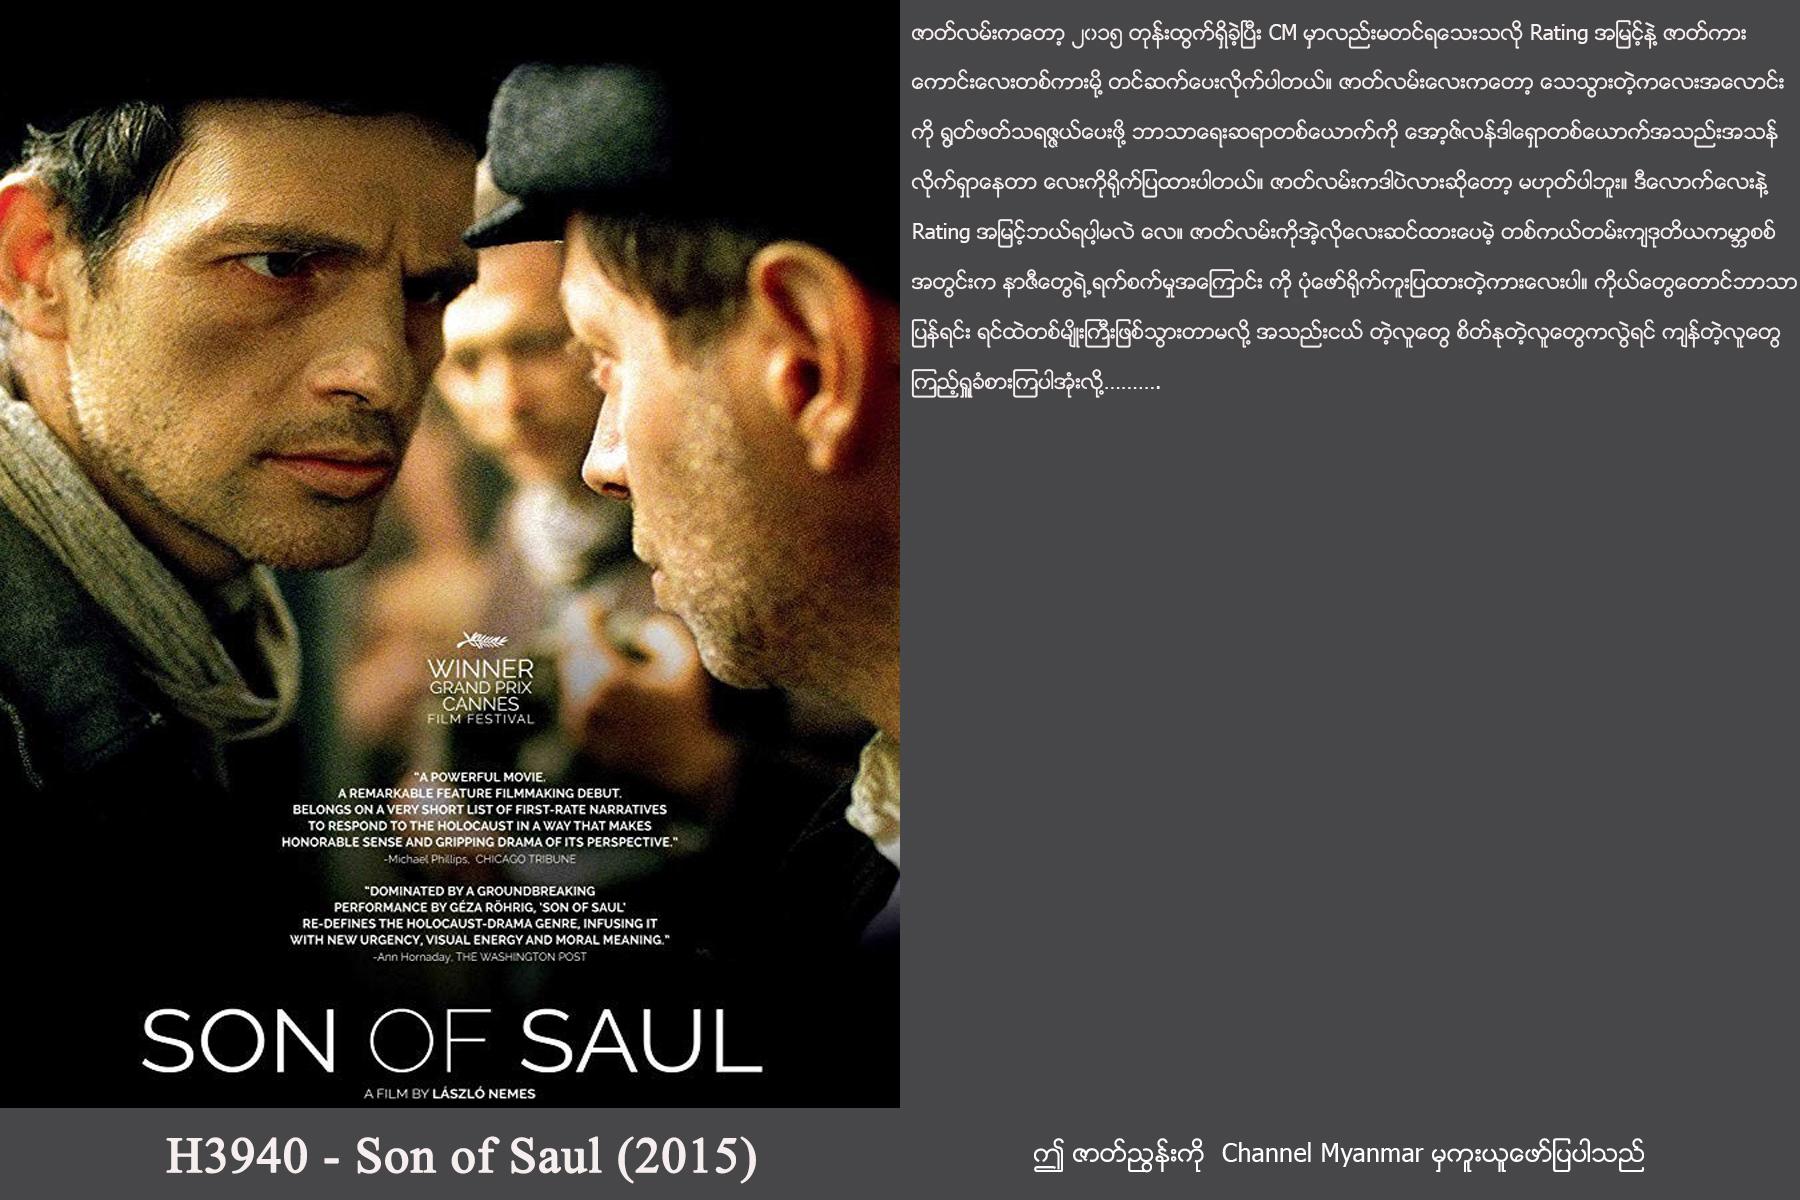 WINNER
GRAND PRIX
CANNES
FILM FESTIVAL
"A POWERFUL MOVIE.
A REMARKABLE FEATURE FILMMAKING DEBUT.
BELONGS ON A VERY SHORT LIST OF FIRST-RATE NARRATIVES
TO RESPOND TO THE HOLOCAUST IN A WAY THAT MAKES
HONORABLE SENSE AND GRIPPING DRAMA OF ITS PERSPECTIVE."
-Michael Phillips, CHICAGO TRIBUNE
"DOMINATED BY A GROUNDBREAKING
PERFORMANCE BY GÉZA RÖHRIG, 'SON OF SAUL'
RE-DEFINES THE HOLOCAUST-DRAMA GENRE, INFUSING IT
WITH NEW URGENCY, VISUAL ENERGY AND MORAL MEANING."
-Ann Hornaday, THE WASHINGTON POST
SON OF SAUL
A FILM BY LÁSZLÓ NEMES
H3940 - Son of Saul (2015)
ဇာတ်လမ်းကတော့ ၂၀၁၅ တုန်းထွက်ရှိခဲ့ပြီး CM မှာလည်းမတင်ရသေးသလို Rating အမြင့်နဲ့ ဇာတ်ကား
ကောင်းလေးတစ်ကားမို့ တင်ဆက်ပေးလိုက်ပါတယ်။ ဇာတ်လမ်းလေးကတော့ သေသွားတဲ့ကလေးအလောင်း
ကို ရွတ်ဖတ်သရဇ္ဈယ်ပေးဖို့ ဘာသာရေးဆရာတစ်ယောက်ကို အော့ဇ်လန်ဒါရှောတစ်ယောက်အသည်းအသန်
လိုက်ရှာနေတာ လေးကိုရိုက်ပြထားပါတယ်။ ဇာတ်လမ်းကဒါပဲလားဆိုတော့ မဟုတ်ပါဘူး။ ဒီလောက်လေးနဲ့
Rating အမြင့်ဘယ်ရပါ့မလဲ လေ။ ဇာတ်လမ်းကိုအဲ့လိုလေးဆင်ထားပေမဲ့ တစ်ကယ်တမ်းကျဒုတိယကမ္ဘာစစ်
အတွင်းက နာဇီတွေရဲ့ရက်စက်မှုအကြောင်း ကို ပုံဖော်ရိုက်ကူးပြထားတဲ့ကားလေးပါ။ ကိုယ်တွေတောင်ဘာသာ
ပြန်ရင်း ရင်ထဲတစ်မျိုးကြီးဖြစ်သွားတာမလို့ အသည်းငယ် တဲ့လူတွေ စိတ်နုတဲ့လူတွေကလွဲရင် ကျန်တဲ့လူတွေ
ကြည့်ရှုခံစားကြပါအုံးလို့..........
ဤ ဇာတ်ညွှန်းကို Channel Myanmar မှကူးယူဖော်ပြပါသည်